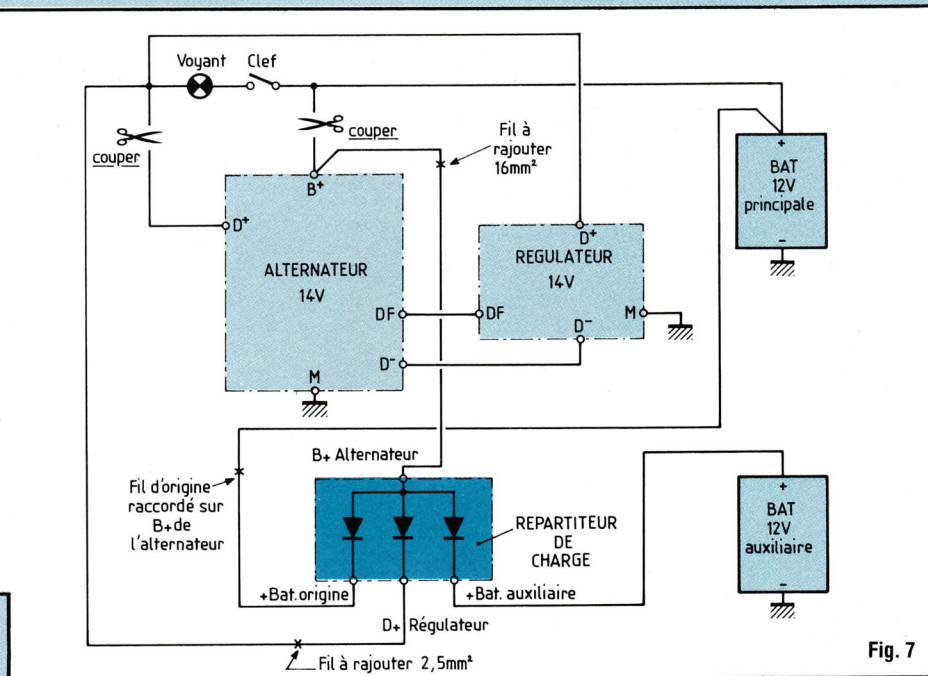 Voyant Clef
couper
couper
Fil à
rajouter
16mm²
B+
D+
ALTERNATEUR
14V
DF
D-
M
D+
REGULATEUR
14V
DF
M
D-
+
BAT
12V
principale
-
B+ Alternateur
Fil d'origine
raccordé sur
B+ de
l'alternateur
REPARTITEUR
DE
CHARGE
+Bat. origine
+Bat. auxiliaire
D+ Régulateur
Fil à rajouter 2,5mm²
+
BAT
12V
auxiliaire
-
Fig. 7